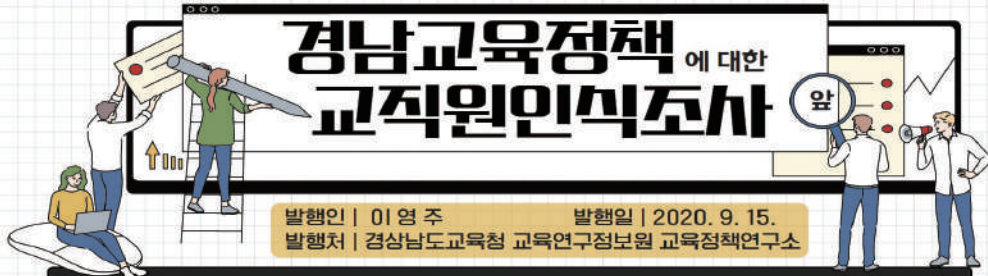 경남교육정책에 대한
교직원인식조사
앞
발행인 | 이 영 주 발행일 | 2020. 9. 15.
발행처 | 경상남도교육청 교육연구정보원 교육정책연구소